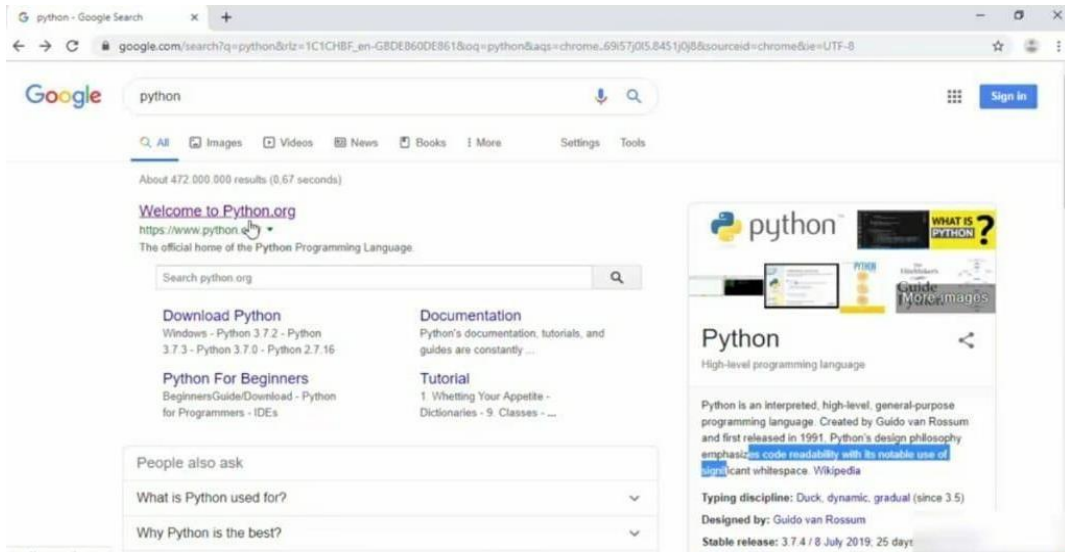 python - Google Search
google.com/search?q=python&rlz=1C1CHBF_en-GBDE860DE861&oq=python&aqs=chrome..69i57j0l5.8451j0j8&sourceid=chrome&ie=UTF-8
Google
python
Sign in
All Images Videos News Books More Settings Tools
About 472.000.000 results (0,67 seconds)
Welcome to Python.org
https://www.python.
The official home of the Python Programming Language.
Search python.org
Download Python
Windows - Python 3.7.2 - Python
3.7.3 - Python 3.7.0 - Python 2.7.16
Documentation
Python's documentation, tutorials, and
guides are constantly ...
Python For Beginners
BeginnersGuide/Download - Python
for Programmers - IDEs
Tutorial
1. Whetting Your Appetite -
Dictionaries - 9. Classes - ...
People also ask
What is Python used for?
Why Python is the best?
python
WHAT IS
PYTHON ?
PYTHON
Guide
More images
Python
High-level programming language
Python is an interpreted, high-level, general-purpose
programming language. Created by Guido van Rossum
and first released in 1991. Python's design philosophy
emphasizes code readability with its notable use of
significant whitespace. Wikipedia
Typing discipline: Duck, dynamic, gradual (since 3.5)
Designed by: Guido van Rossum
Stable release: 3.7.4 / 8 July 2019; 25 days